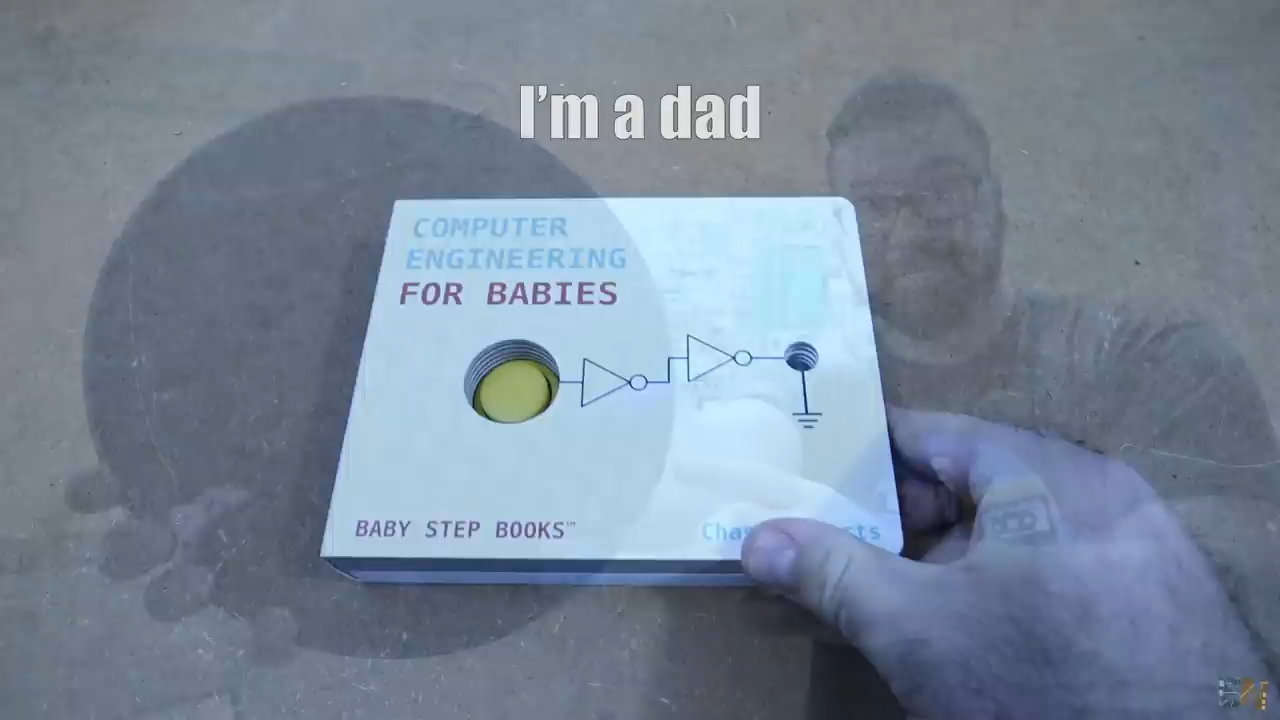 I'm a dad
COMPUTER
ENGINEERING
FOR BABIES
BABY STEP BOOKS™